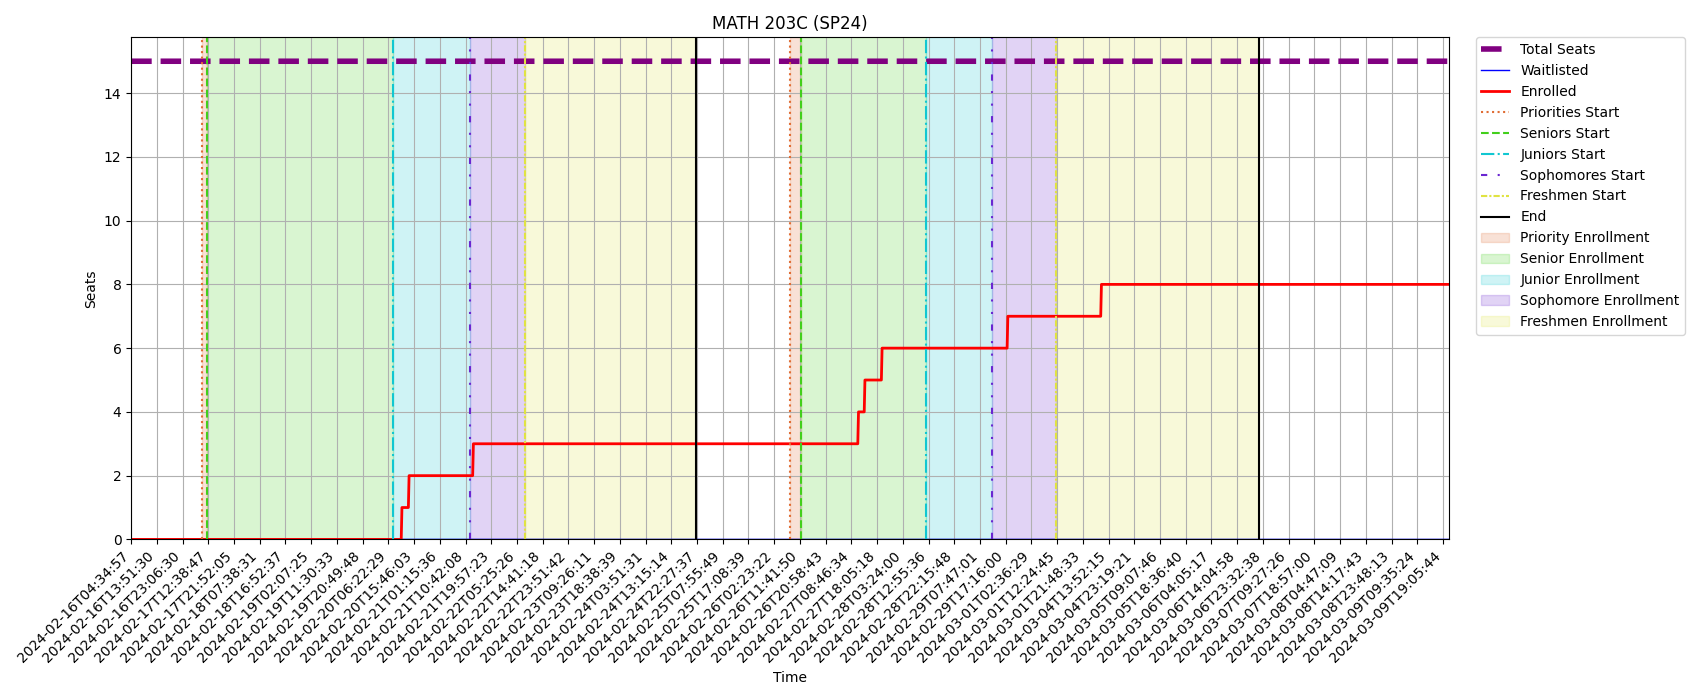 MATH 203C (SP24)
Seats
14
12
10
8
6
4
2
0
2024-02-16T04:34:57
2024-02-16T13:51:30
2024-02-16T23:06:30
2024-02-17T12:38:47
2024-02-17T21:52:05
2024-02-18T07:38:31
2024-02-18T16:52:37
2024-02-19T02:07:25
2024-02-19T11:30:33
2024-02-19T20:49:48
2024-02-20T06:22:29
2024-02-20T15:46:03
2024-02-21T01:15:36
2024-02-21T10:42:08
2024-02-21T19:57:23
2024-02-22T05:25:26
2024-02-22T14:41:18
2024-02-22T23:51:42
2024-02-23T09:26:11
2024-02-23T18:38:39
2024-02-24T03:51:31
2024-02-24T13:15:14
2024-02-24T22:27:37
2024-02-25T07:55:49
2024-02-25T17:08:39
2024-02-26T02:23:22
2024-02-26T11:41:50
2024-02-26T20:58:43
2024-02-27T08:46:34
2024-02-27T18:05:18
2024-02-28T03:24:00
2024-02-28T12:55:36
2024-02-28T22:15:48
2024-02-29T07:47:01
2024-02-29T17:16:00
2024-03-01T02:36:29
2024-03-01T12:24:45
2024-03-01T21:48:33
2024-03-04T13:52:15
2024-03-04T23:19:21
2024-03-05T09:07:46
2024-03-05T18:36:40
2024-03-06T04:05:17
2024-03-06T14:04:58
2024-03-06T23:32:38
2024-03-07T09:27:26
2024-03-07T18:57:00
2024-03-08T04:47:09
2024-03-08T14:17:43
2024-03-08T23:48:13
2024-03-09T09:35:24
2024-03-09T19:05:44
Time
Total Seats
Waitlisted
Enrolled
Priorities Start
Seniors Start
Juniors Start
Sophomores Start
Freshmen Start
End
Priority Enrollment
Senior Enrollment
Junior Enrollment
Sophomore Enrollment
Freshmen Enrollment